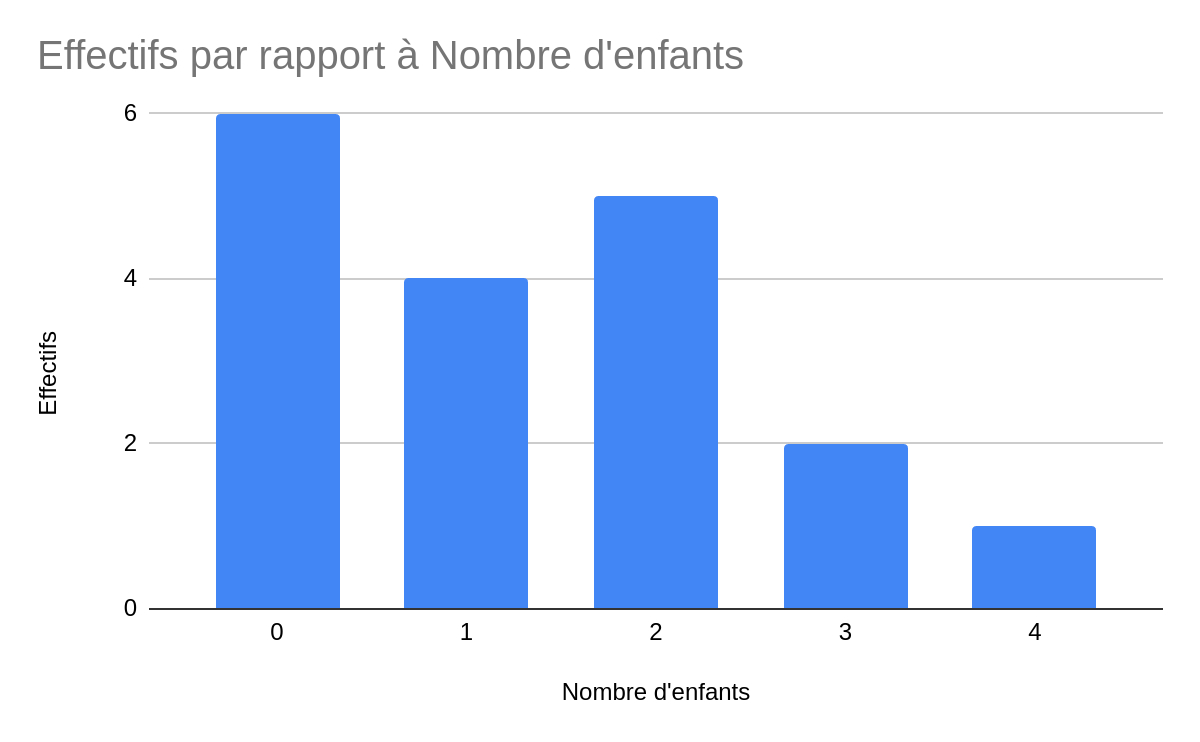 Effectifs par rapport à Nombre d'enfants
6
4
2
0
Effectifs
0 1 2 3 4
Nombre d'enfants